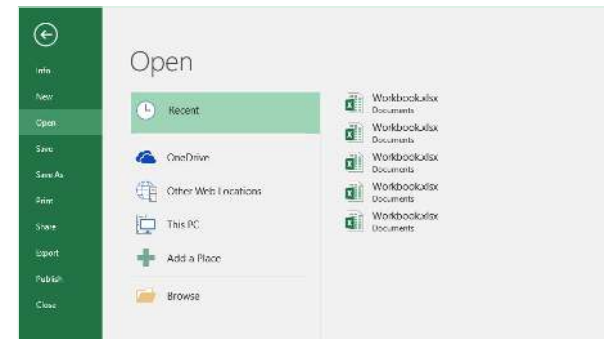 Open
Info
New
Open
Save
Save As
Print
Share
Export
Publish
Close
Recent
OneDrive
Other Web Locations
This PC
Add a Place
Browse
Workbook.xlsx
Documents
Workbook.xlsx
Documents
Workbook.xlsx
Documents
Workbook.xlsx
Documents
Workbook.xlsx
Documents